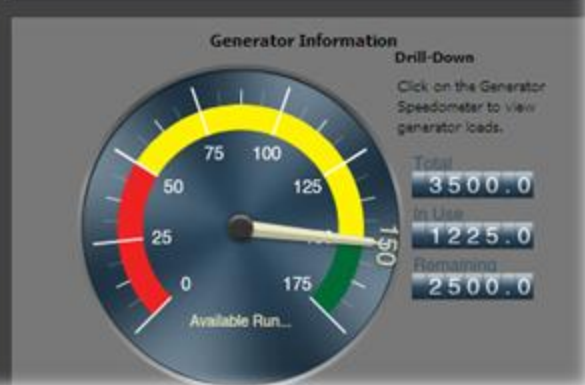 Generator Information
Drill-Down
Click on the Generator
Speedometer to view
generator loads.
Total
3500.0
In Use
1225.0
Remaining
2500.0
0
25
50
75
100
125
150
175
Available Run...